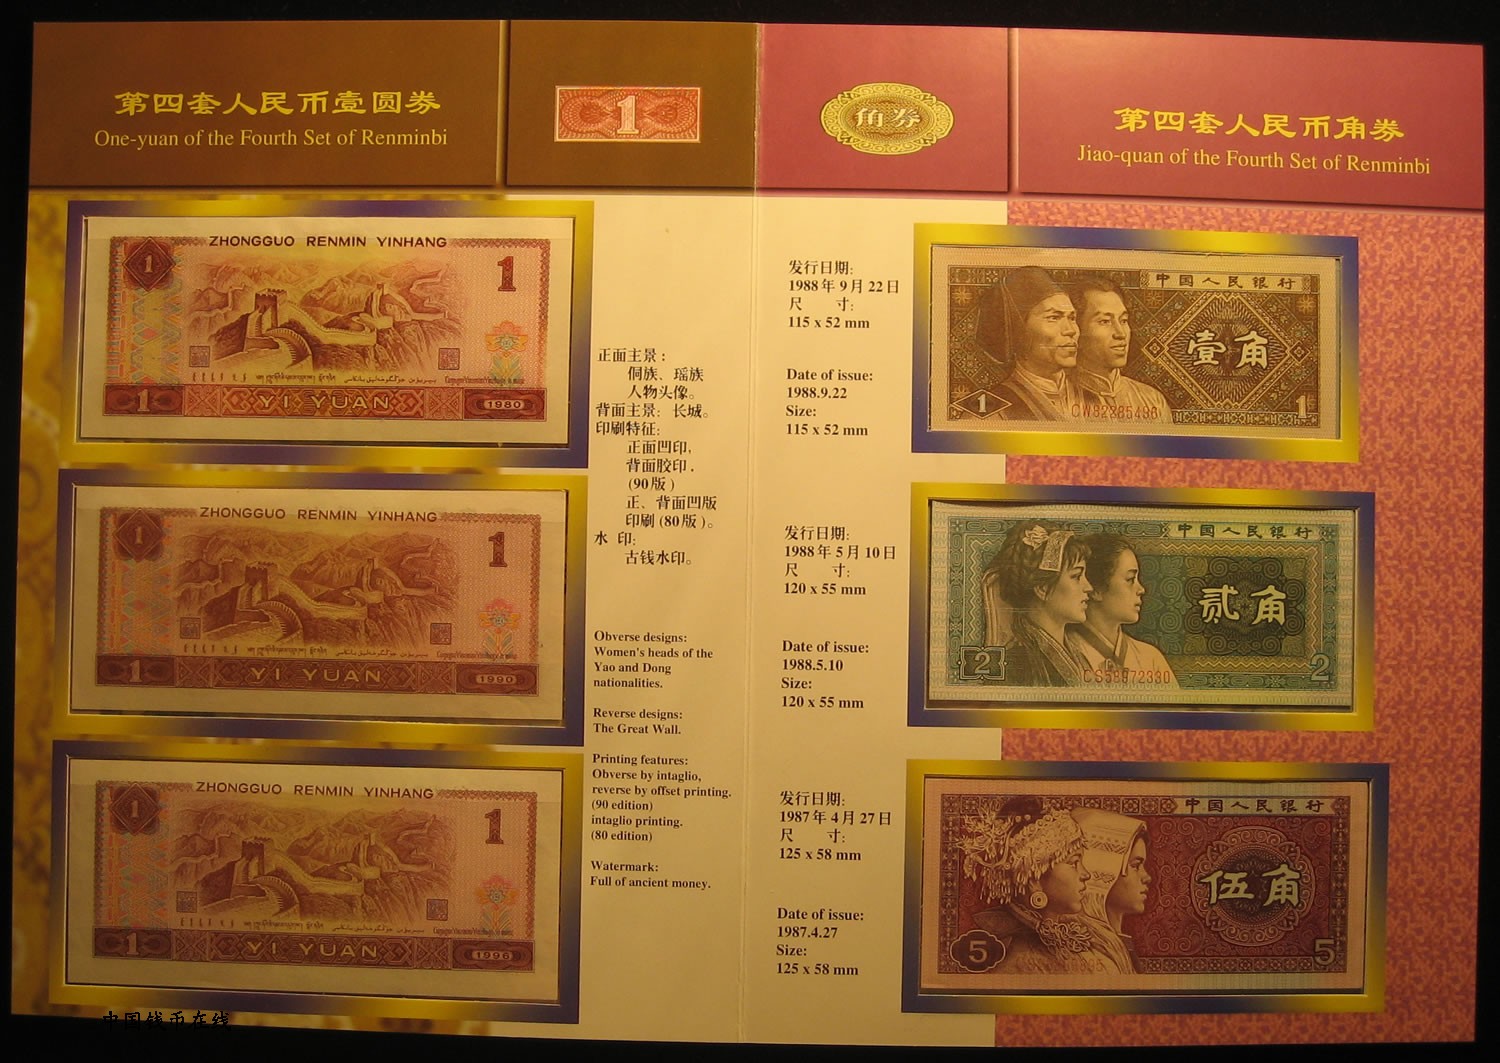 第四套人民币壹圆券
One-yuan of the Fourth Set of Renminbi
1
角券
第四套人民币角券
Jiao-quan of the Fourth Set of Renminbi
ZHONGGUO RENMIN YINHANG
1
1
1
YI YUAN
1980
ZHONGGUO RENMIN YINHANG
1
1
1
YI YUAN
1990
ZHONGGUO RENMIN YINHANG
1
1
1
YI YUAN
1996
正面主景:
侗族、瑶族
人物头像。
背面主景: 长城。
印刷特征:
正面凹印,
背面胶印.
(90版)
正、背面凹版
印刷(80版)。
水 印:
古钱水印。
Obverse designs:
Women's heads of the
Yao and Dong
nationalities.
Reverse designs:
The Great Wall.
Printing features:
Obverse by intaglio,
reverse by offset printing.
(90 edition)
intaglio printing.
(80 edition)
Watermark:
Full of ancient money.
发行日期:
1988年9月22日
尺 寸:
115 x 52 mm
Date of issue:
1988.9.22
Size:
115 x 52 mm
发行日期:
1988年5月10日
尺 寸:
120 x 55 mm
Date of issue:
1988.5.10
Size:
120 x 55 mm
发行日期:
1987年4月27日
尺 寸:
125 x 58 mm
Date of issue:
1987.4.27
Size:
125 x 58 mm
中国人民银行
壹角
1
1
中国人民银行
贰角
2
CS58972330
2
中国人民银行
伍角
5
5
中国钱币在线